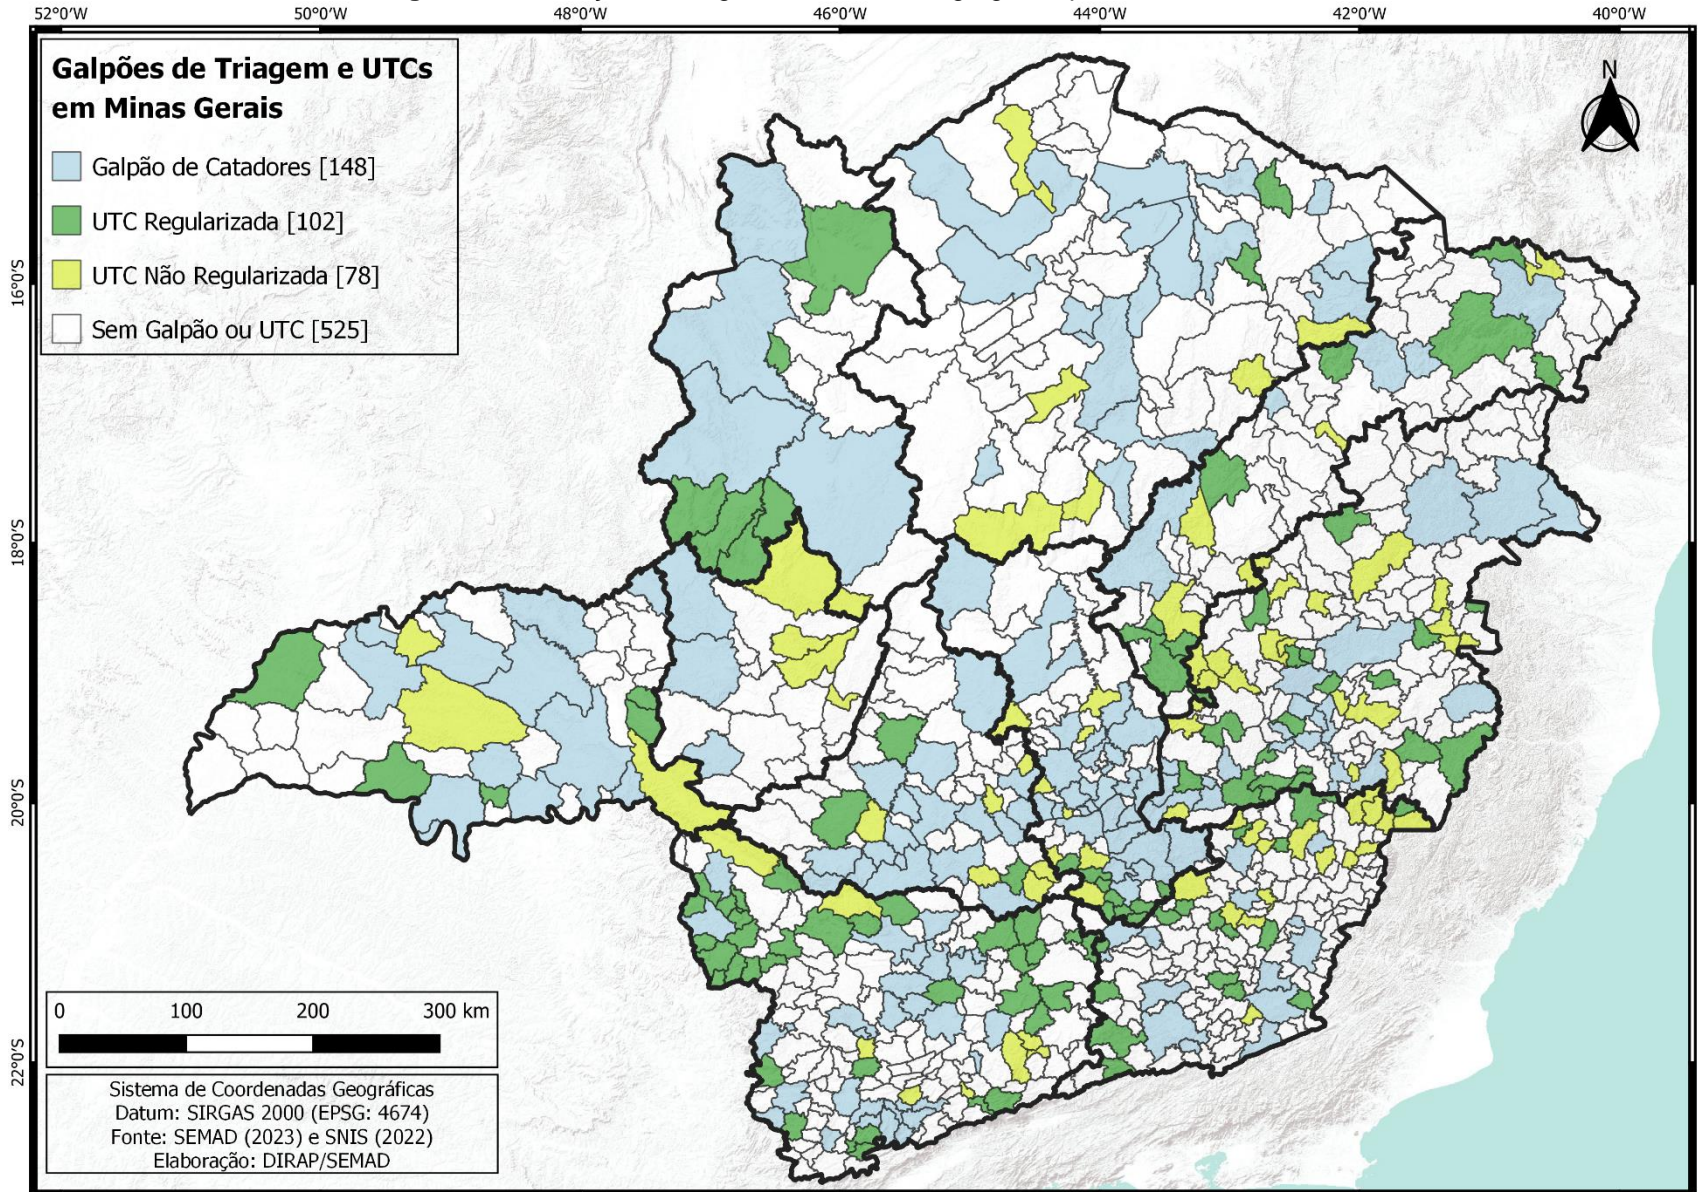 52°0'W 50°0'W 48°0'W 46°0'W 44°0'W 42°0'W 40°0'W
Galpões de Triagem e UTCs
em Minas Gerais
Galpão de Catadores [148]
UTC Regularizada [102]
UTC Não Regularizada [78]
Sem Galpão ou UTC [525]
N
16°0'S
18°0'S
20°0'S
22°0'S
0 100 200 300 km
Sistema de Coordenadas Geográficas
Datum: SIRGAS 2000 (EPSG: 4674)
Fonte: SEMAD (2023) e SNIS (2022)
Elaboração: DIRAP/SEMAD